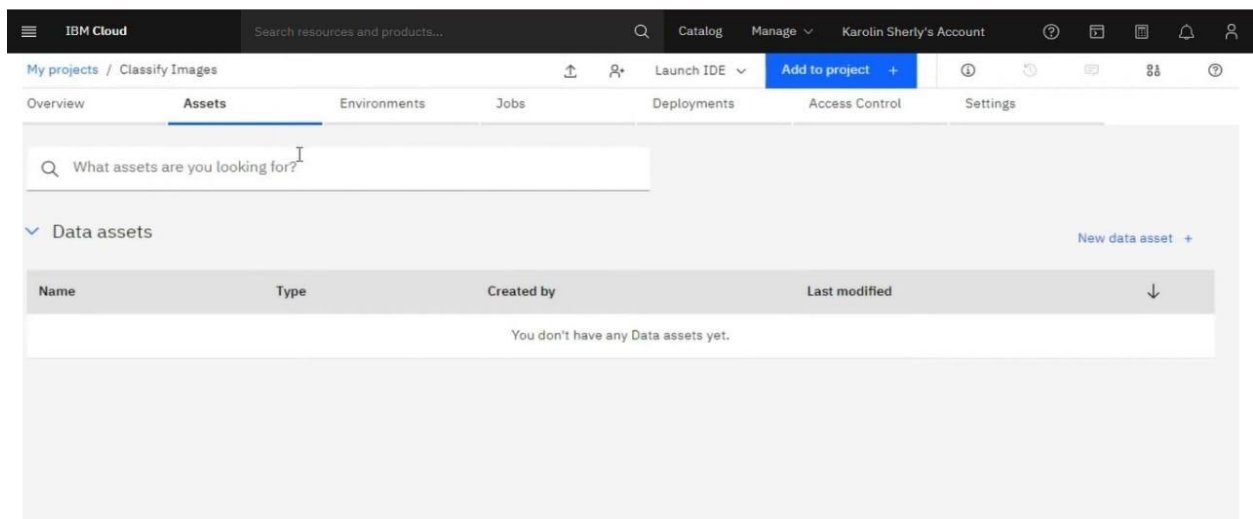 IBM Cloud Search resources and products... Catalog Manage Karolin Sherly's Account
My projects / Classify Images Launch IDE Add to project +
Overview Assets Environments Jobs Deployments Access Control Settings
What assets are you looking for?
Data assets
New data asset +
Name Type Created by Last modified
You don't have any Data assets yet.